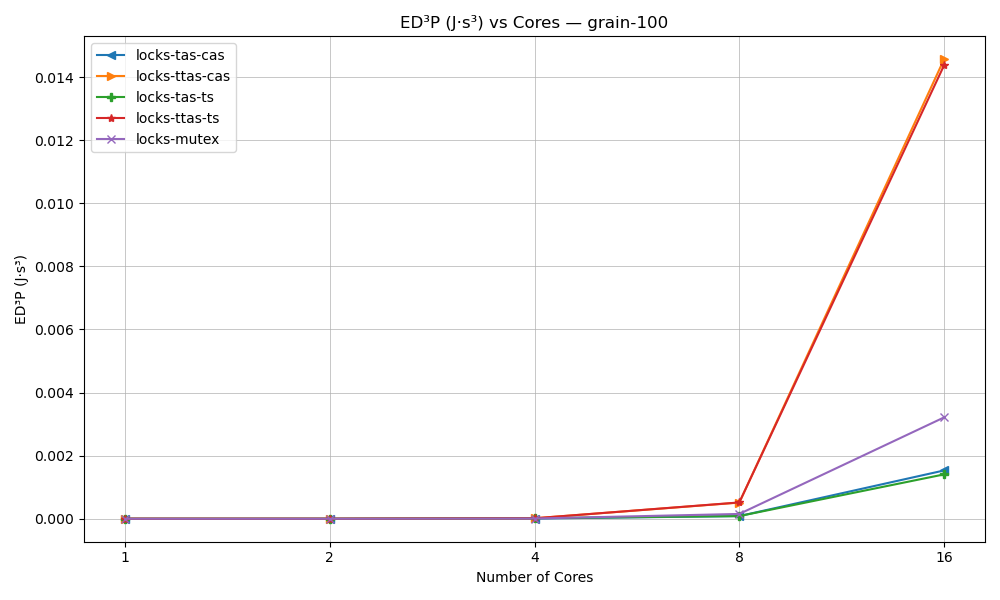 ED³P (J·s³) vs Cores — grain-100
locks-tas-cas
locks-ttas-cas
locks-tas-ts
locks-ttas-ts
locks-mutex
ED³P (J·s³)
0.014
0.012
0.010
0.008
0.006
0.004
0.002
0.000
1 2 4 8 16
Number of Cores